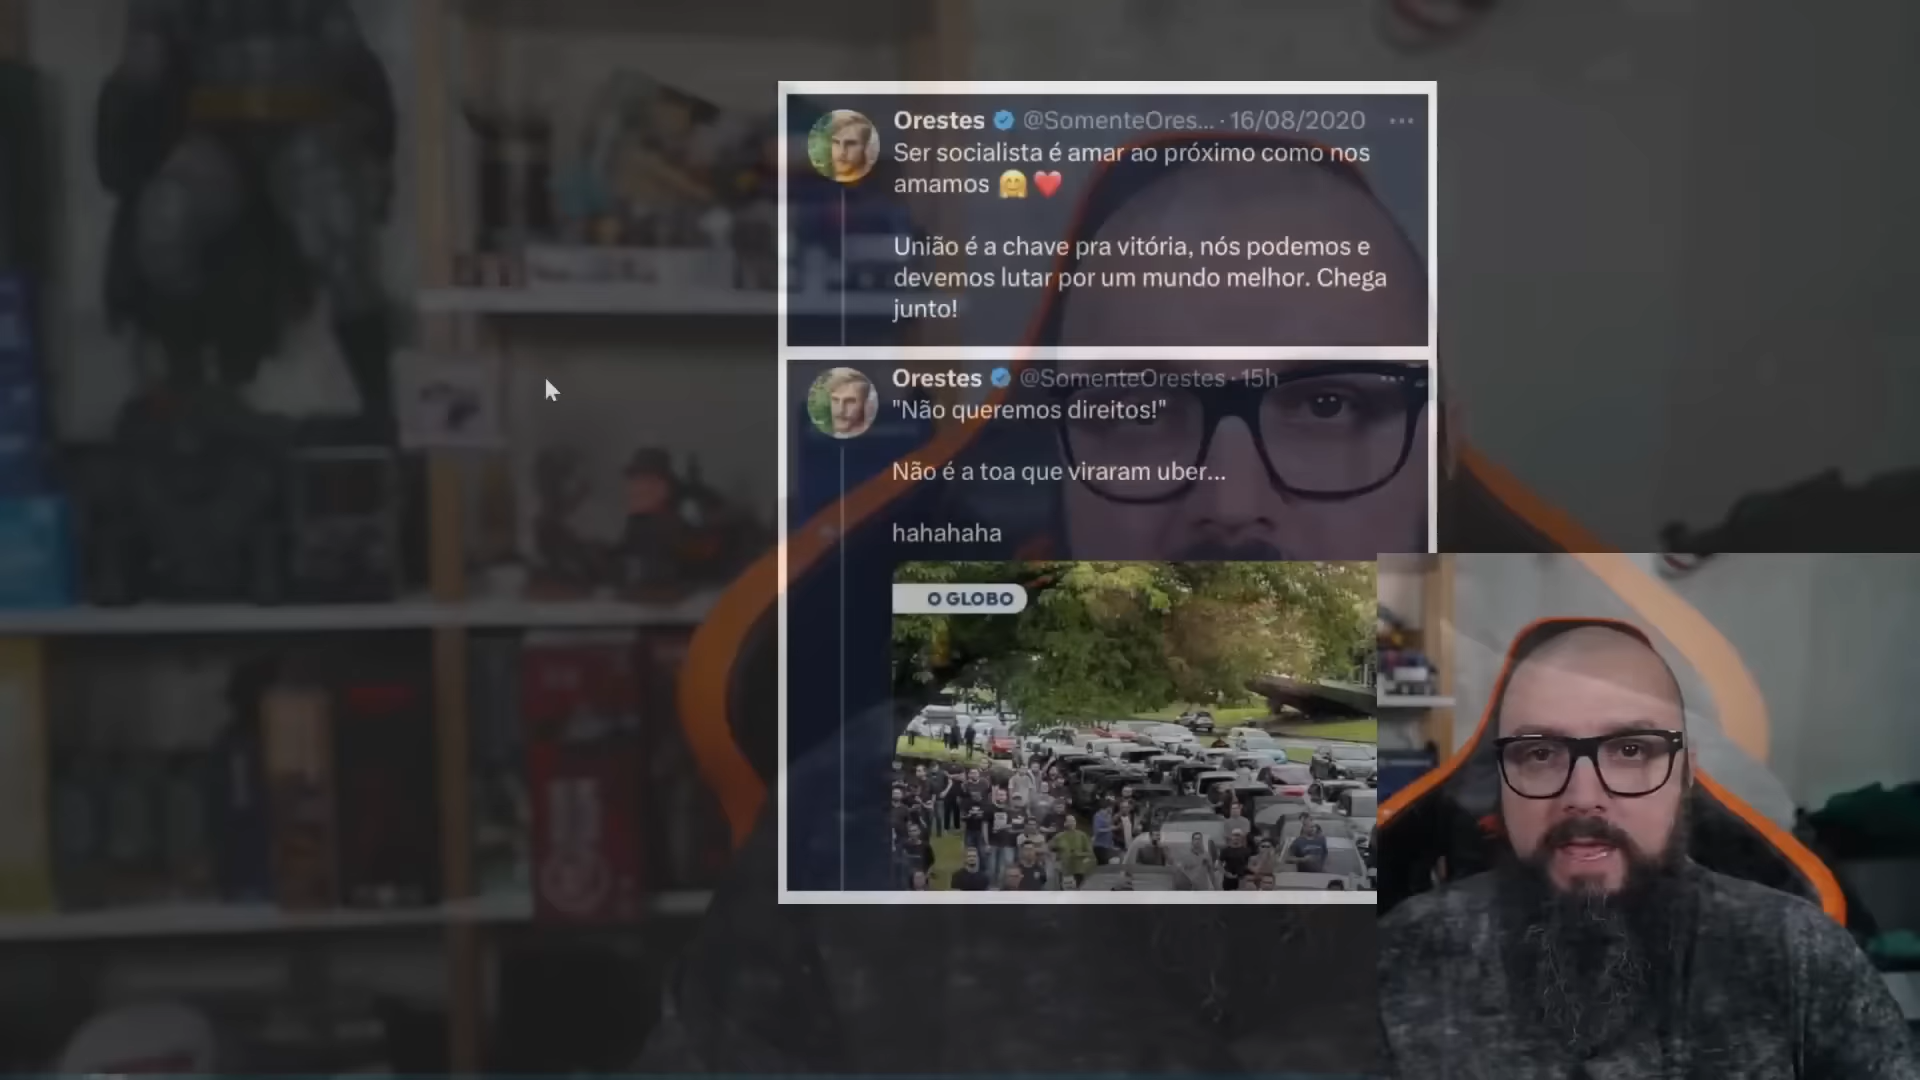 Orestes @SomenteOres... · 16/08/2020
Ser socialista é amar ao próximo como nos
amamos 🤗❤️
União é a chave pra vitória, nós podemos e
devemos lutar por um mundo melhor. Chega
junto!
Orestes @SomenteOrestes · 15h
"Não queremos direitos!"
Não é a toa que viraram uber...
hahahaha
O GLOBO